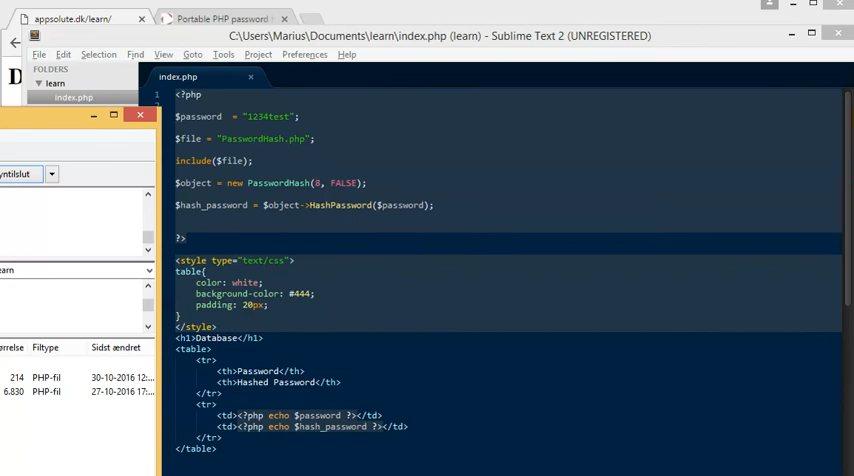 appsolute.dk/learn/
Portable PHP password h
C:\Users\Marius\Documents\learn\index.php (learn) - Sublime Text 2 (UNREGISTERED)
File Edit Selection Find View Goto Tools Project Preferences Help
FOLDERS
learn
index.php
index.php
1 <?php
2
$password = "1234test";
$file = "PasswordHash.php";
include($file);
$object = new PasswordHash(8, FALSE);
$hash_password = $object->HashPassword($password);
?>
<style type="text/css">
table{
color: white;
background-color: #444;
padding: 20px;
}
</style>
<h1>Database</h1>
<table>
<tr>
<th>Password</th>
<th>Hashed Password</th>
</tr>
<tr>
<td><?php echo $password ?></td>
<td><?php echo $hash_password ?></td>
</tr>
</table>
D
yntilslut
earn
ørrelse Filtype Sidst ændret
214 PHP-fil 30-10-2016 12:...
6.830 PHP-fil 27-10-2016 17:...